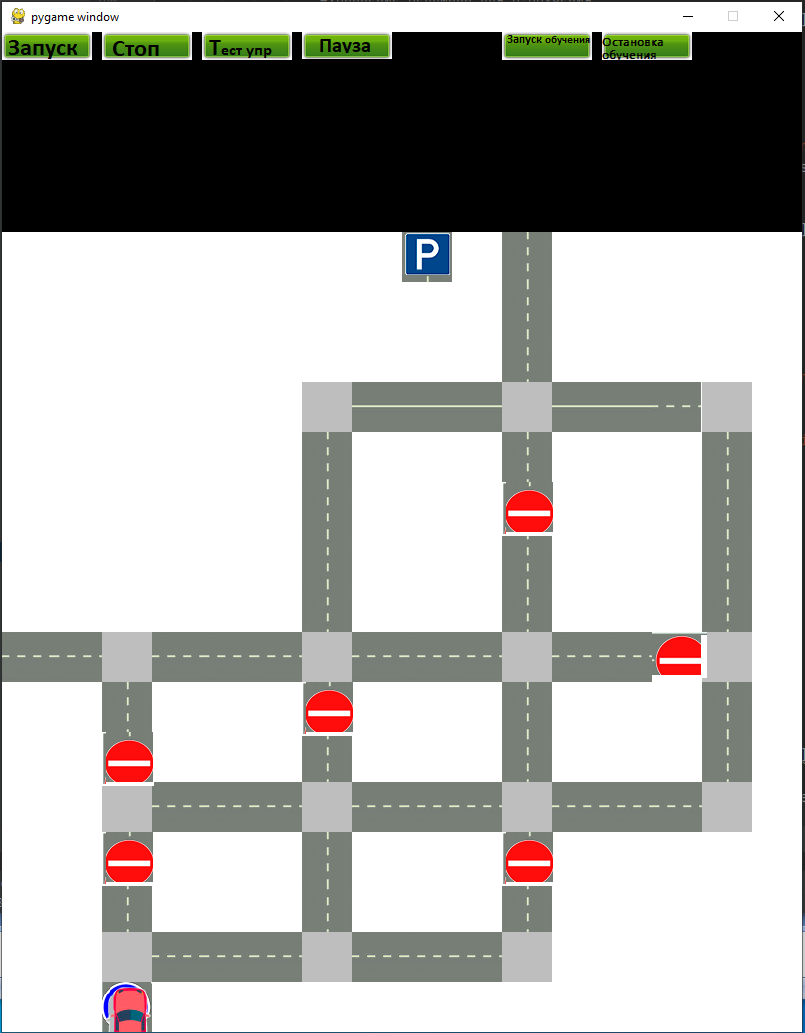 pygame window
Запуск
Стоп
Тест упр
Пауза
Запуск обучения
Остановка
обучения
P